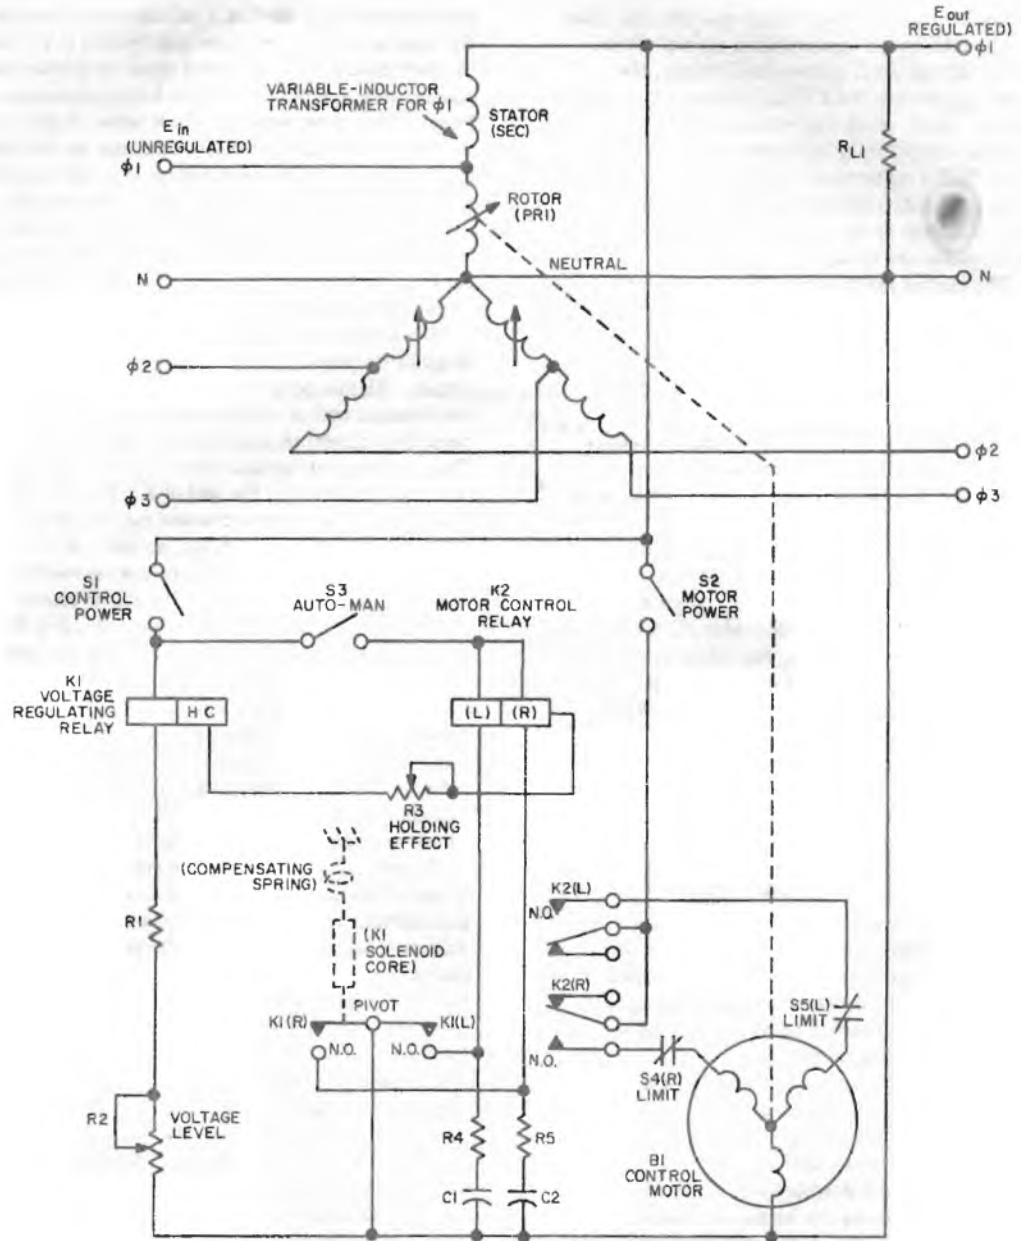 E out
REGULATED)
φ1
VARIABLE-INDUCTOR
TRANSFORMER FOR φ1
STATOR
(SEC)
E in
(UNREGULATED)
φ1
RL1
ROTOR
(PRI)
NEUTRAL
N
N
φ2
φ2
φ3
φ3
S1
CONTROL
POWER
S3
AUTO-MAN
K2
MOTOR CONTROL
RELAY
S2
MOTOR
POWER
K1
VOLTAGE
REGULATING
RELAY
HC
(L)
(R)
R3
HOLDING
EFFECT
(COMPENSATING
SPRING)
K2(L)
N.O.
R1
(K1
SOLENOID
CORE)
K2(R)
S5(L)
LIMIT
PIVOT
K1(R)
K1(L)
N.O.
N.O.
N.O.
S4(R)
LIMIT
R2
VOLTAGE
LEVEL
R4
R5
B1
CONTROL
MOTOR
C1
C2